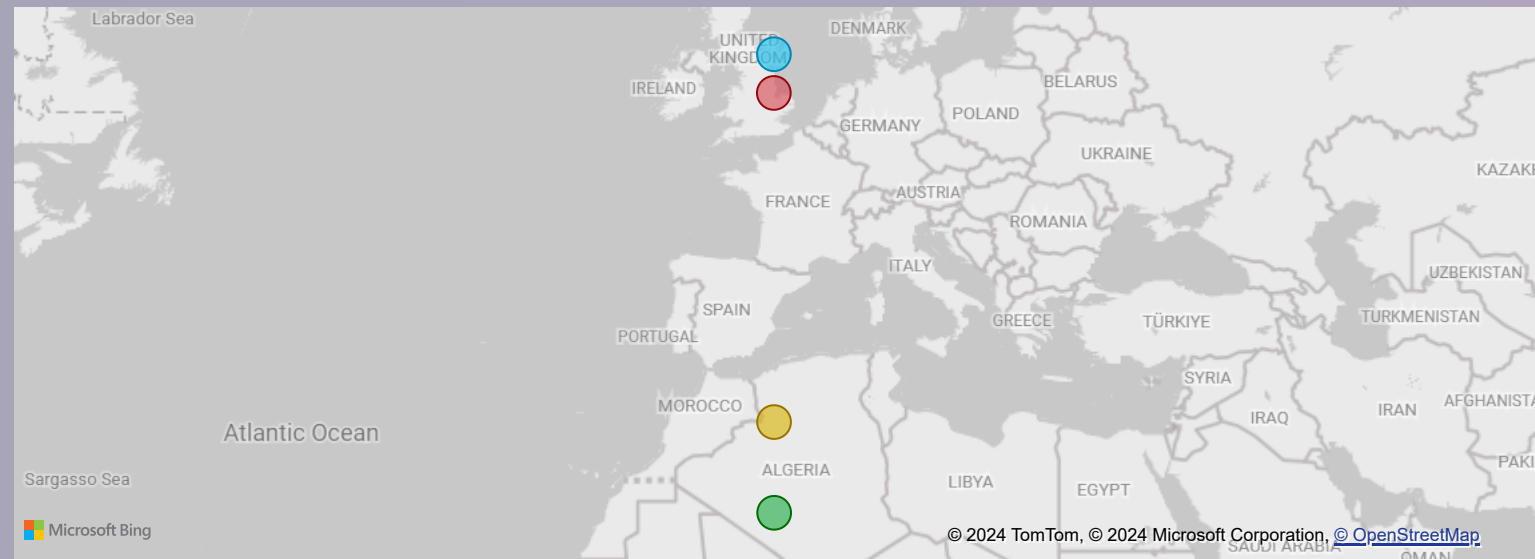 Labrador Sea
DENMARK
UNITED
KINGDOM
IRELAND
BELARUS
POLAND
GERMANY
UKRAINE
AUSTRIA
FRANCE
ROMANIA
KAZAKH
ITALY
UZBEKISTAN
SPAIN
GREECE
TÜRKIYE
TURKMENISTAN
PORTUGAL
SYRIA
MOROCCO
IRAQ
IRAN
AFGHANISTA
Atlantic Ocean
ALGERIA
LIBYA
EGYPT
PAKI
Sargasso Sea
Microsoft Bing
© 2024 TomTom, © 2024 Microsoft Corporation, © OpenStreetMap
SAUDI ARABIA
OMAN